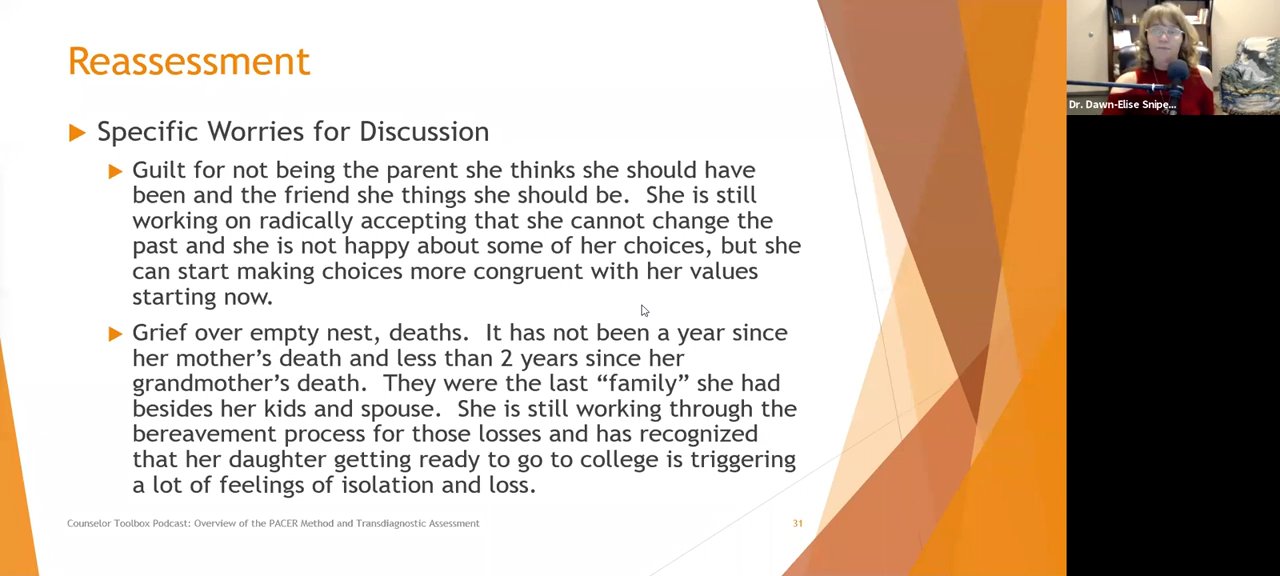 Reassessment
Specific Worries for Discussion
Guilt for not being the parent she thinks she should have
been and the friend she things she should be. She is still
working on radically accepting that she cannot change the
past and she is not happy about some of her choices, but she
can start making choices more congruent with her values
starting now.
Grief over empty nest, deaths. It has not been a year since
her mother's death and less than 2 years since her
grandmother's death. They were the last “family” she had
besides her kids and spouse. She is still working through the
bereavement process for those losses and has recognized
that her daughter getting ready to go to college is triggering
a lot of feelings of isolation and loss.
Counselor Toolbox Podcast: Overview of the PACER Method and Transdiagnostic Assessment
31
Dr. Dawn-Elise Snipe...